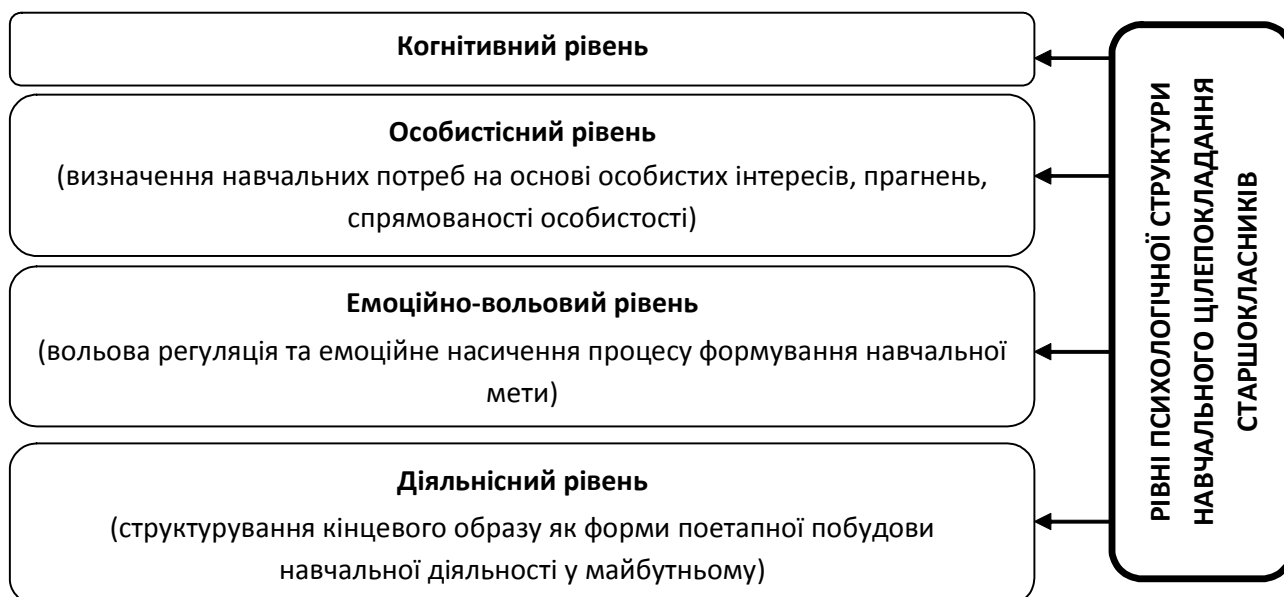 Когнітивний рівень
Особистісний рівень
(визначення навчальних потреб на основі особистих інтересів, прагнень,
спрямованості особистості)
Емоційно-вольовий рівень
(вольова регуляція та емоційне насичення процесу формування навчальної
мети)
Діяльнісний рівень
(структурування кінцевого образу як форми поетапної побудови
навчальної діяльності у майбутньому)
РІВНІ ПСИХОЛОГІЧНОЇ СТРУКТУРИ
НАВЧАЛЬНОГО ЦІЛЕПОКЛАДАННЯ
СТАРШОКЛАСНИКІВ